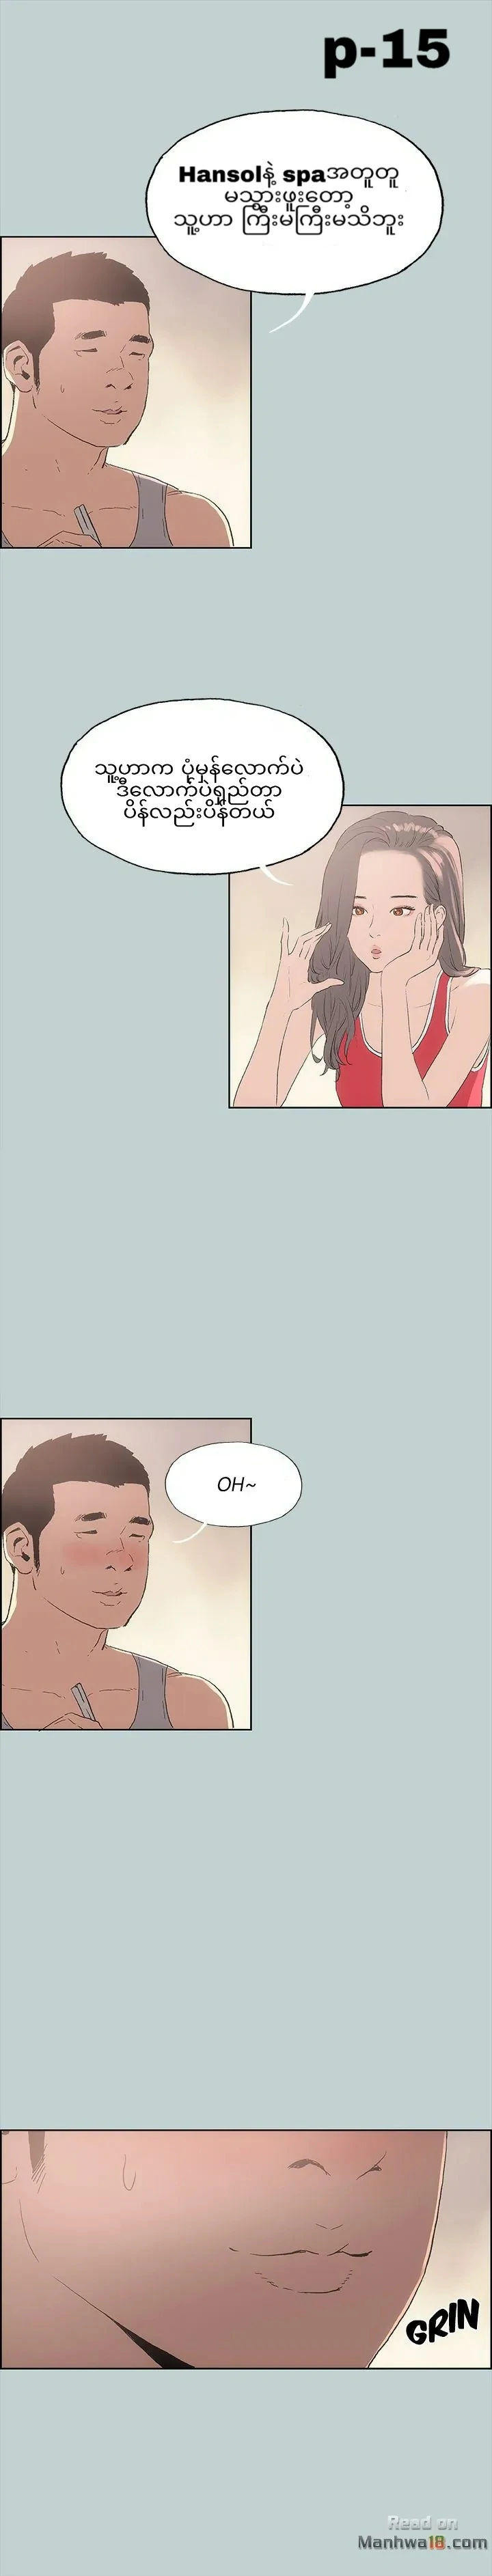 p-15
Hansolနဲ့ spaအတူတူ
မသွားဖူးတော့
သူ့ဟာ ကြီးမကြီးမသိဘူး
သူ့ဟာက ပုံမှန်လောက်ပဲ
ဒီလောက်ပဲရှည်တာ
ပိန်လည်းပိန်တယ်
OH~
GRIN
Read on
Manhwa18.com